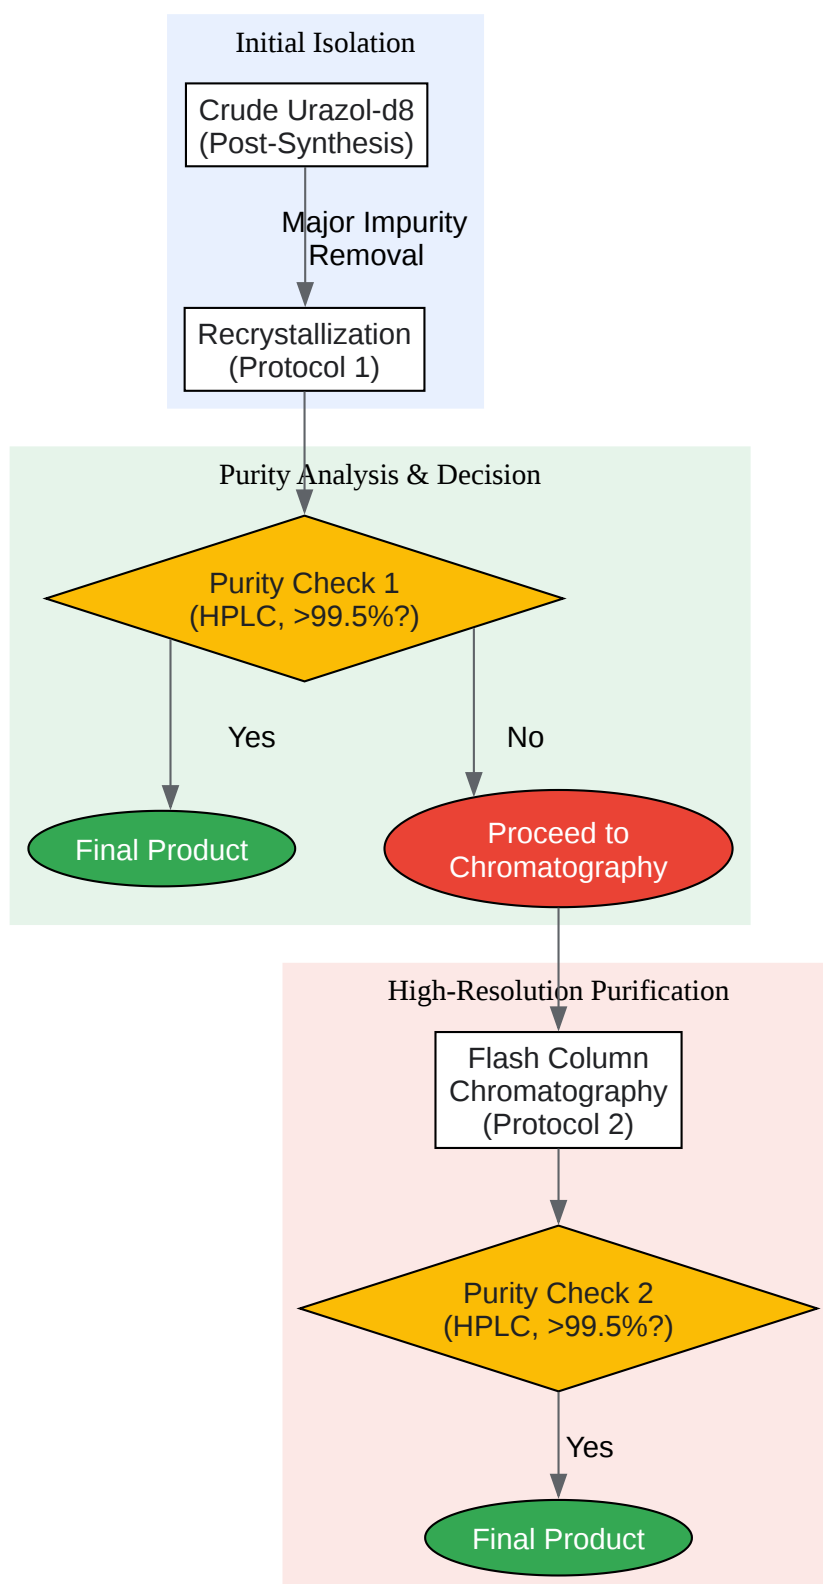 Initial Isolation
Crude Urazol-d8
(Post-Synthesis)
Major Impurity
Removal
Recrystallization
(Protocol 1)
Purity Analysis & Decision
Purity Check 1
(HPLC, >99.5%?)
Yes
No
Final Product
Proceed to
Chromatography
High-Resolution Purification
Flash Column
Chromatography
(Protocol 2)
Purity Check 2
(HPLC, >99.5%?)
Yes
Final Product